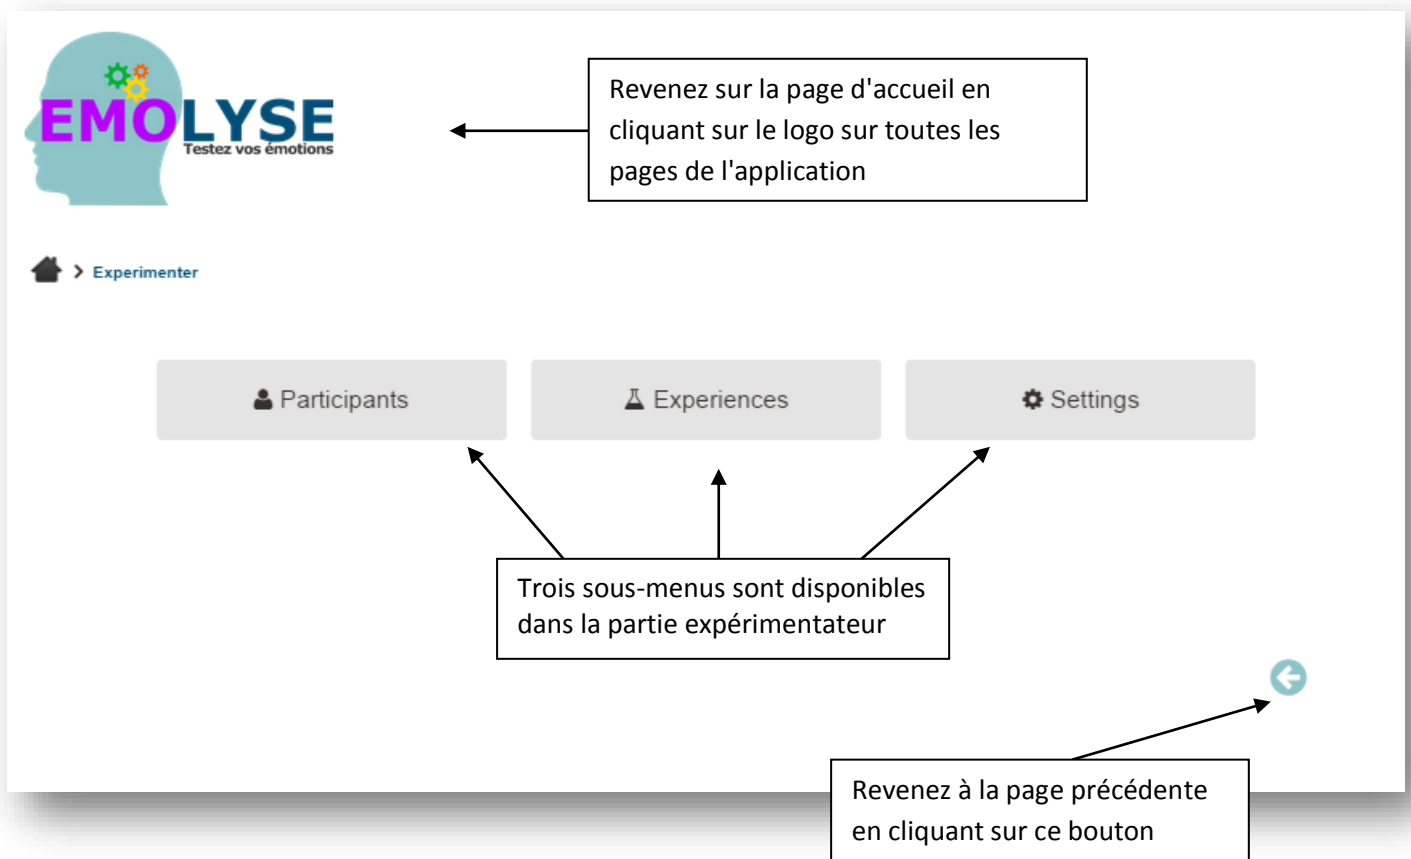 EMOLYSE
Testez vos émotions
Revenez sur la page d'accueil en
cliquant sur le logo sur toutes les
pages de l'application
> Experimenter
Participants
Experiences
Settings
Trois sous-menus sont disponibles
dans la partie expérimentateur
Revenez à la page précédente
en cliquant sur ce bouton